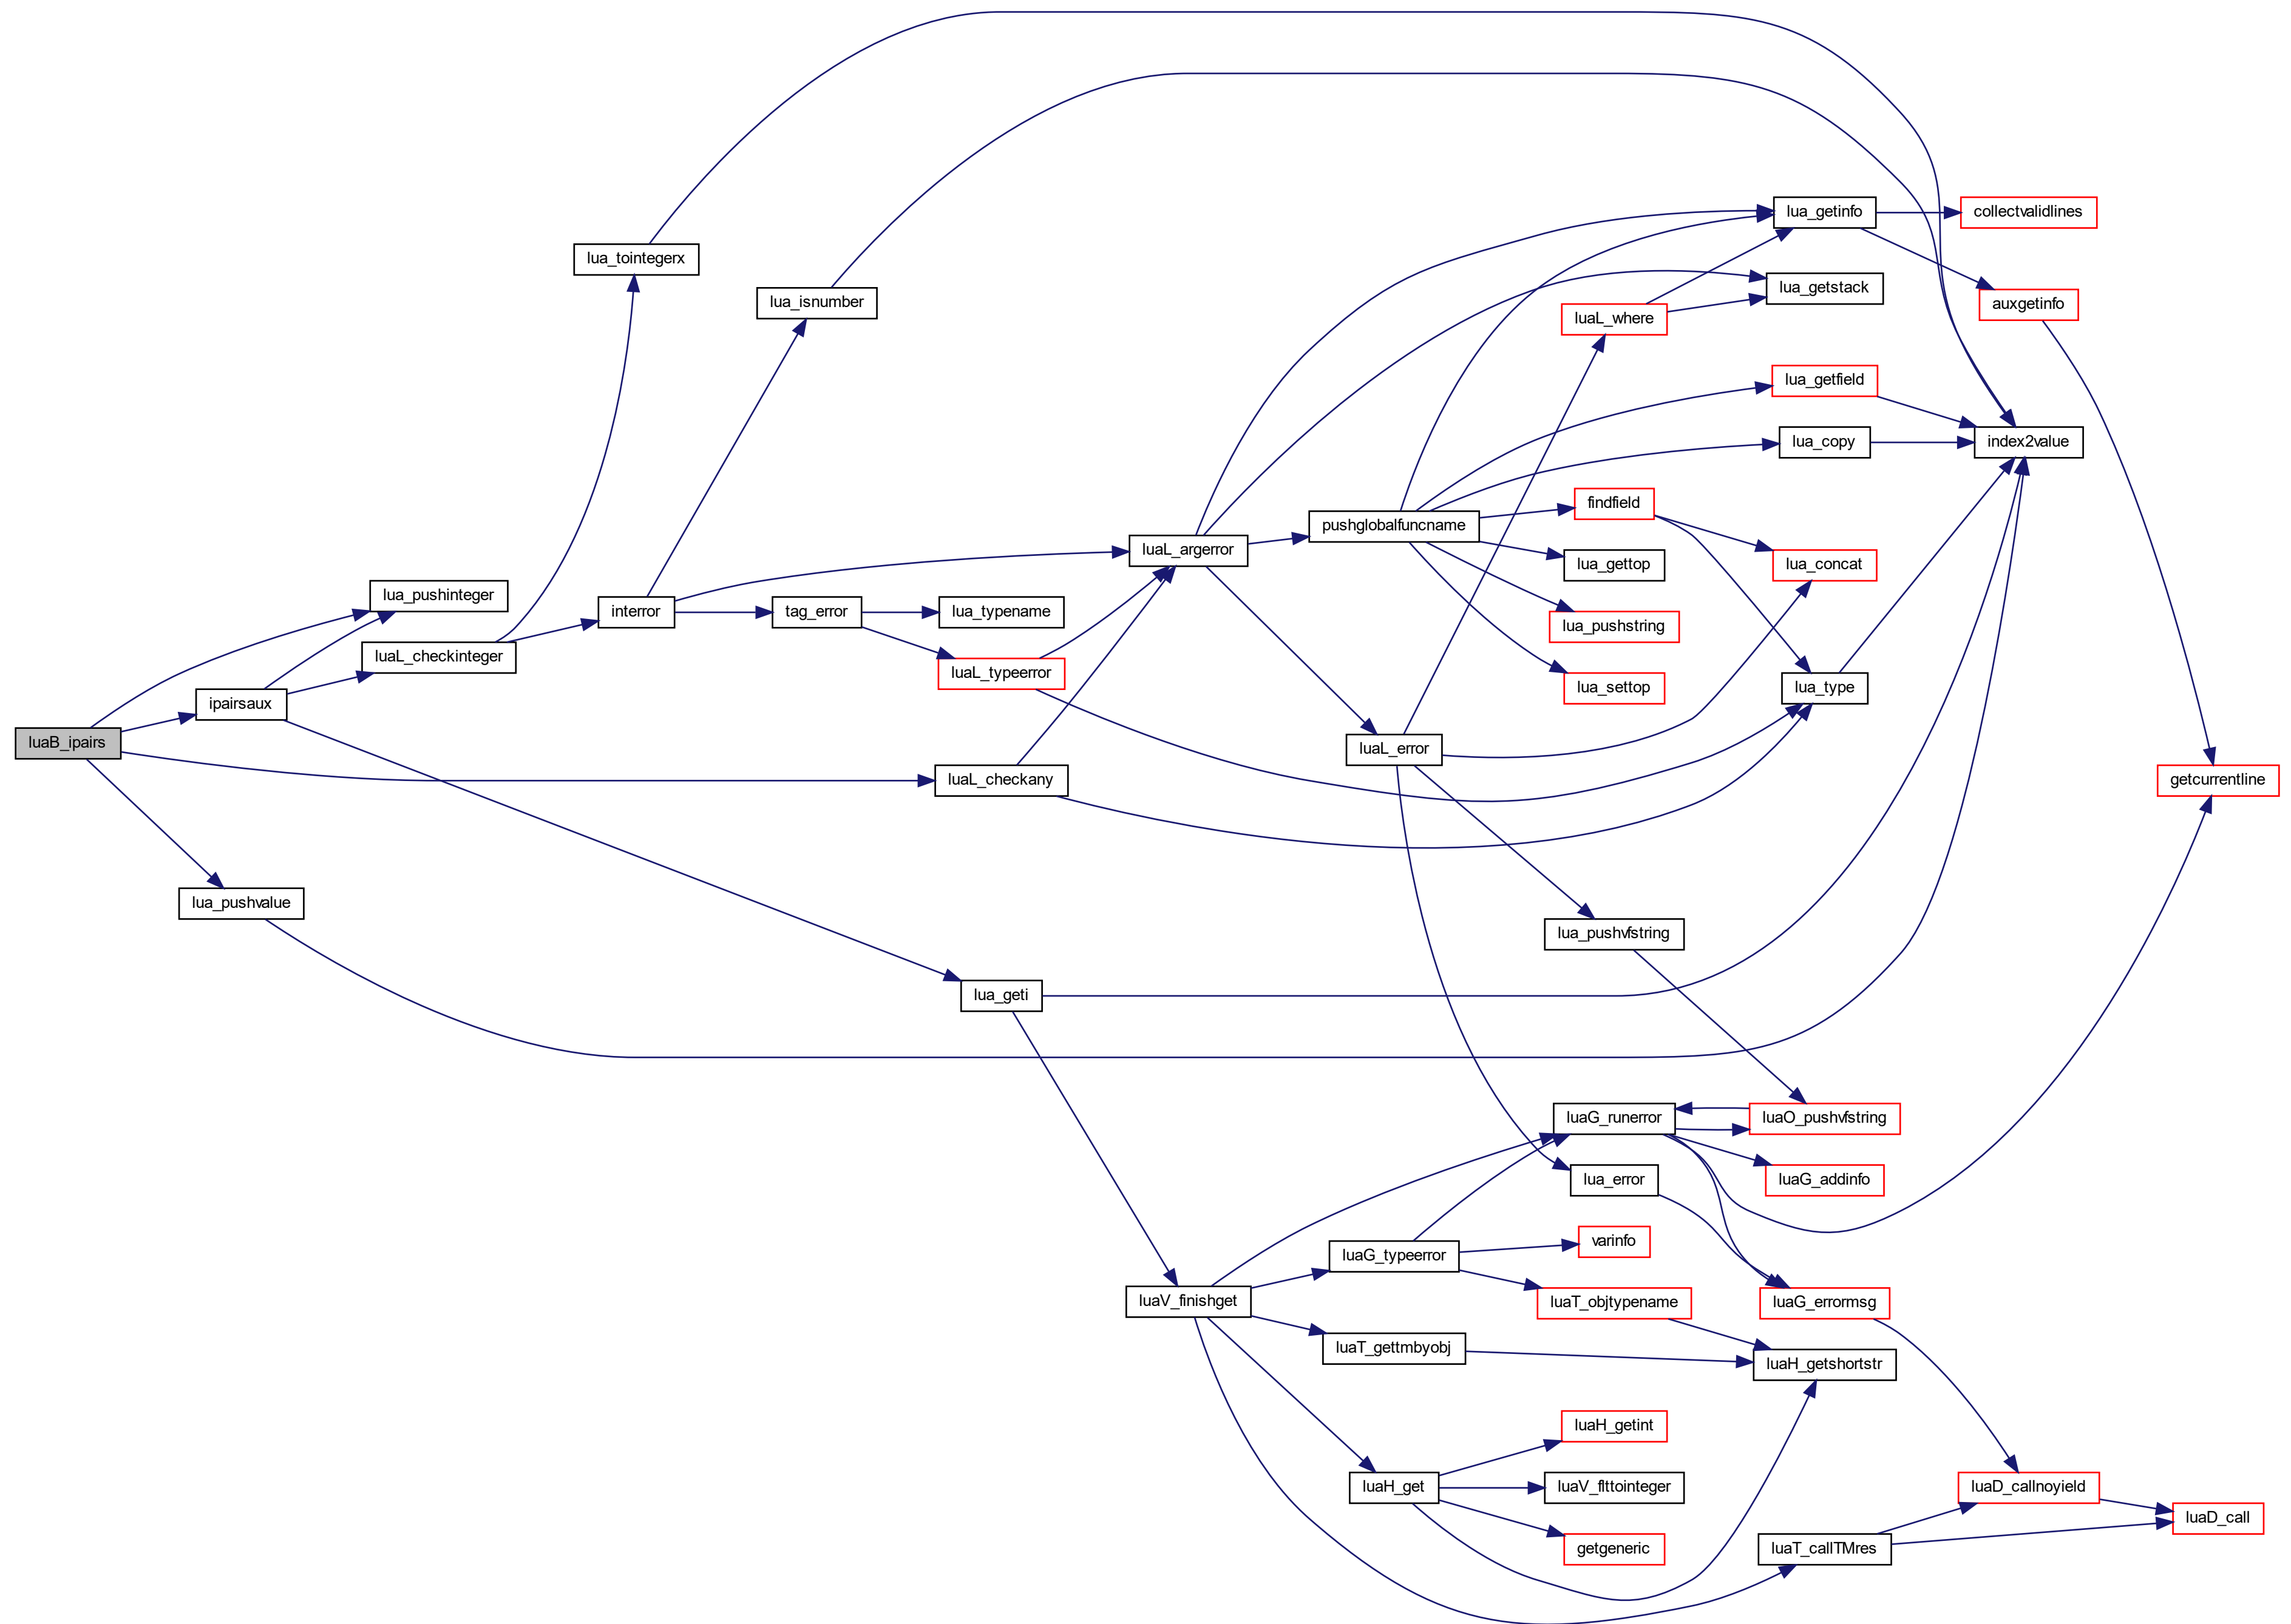 lua_getinfo
collectvalidlines
lua_tointegerx
lua_getstack
lua_isnumber
auxgetinfo
luaL_where
lua_getfield
index2value
lua_copy
findfield
pushglobalfuncname
luaL_argerror
lua_gettop
lua_concat
lua_pushinteger
interror
tag_error
lua_typename
lua_pushstring
luaL_checkinteger
luaL_typeerror
lua_settop
lua_type
ipairsaux
luaB_ipairs
luaL_error
luaL_checkany
getcurrentline
lua_pushvalue
lua_pushvfstring
lua_geti
luaG_runerror
luaO_pushvfstring
lua_error
luaG_addinfo
varinfo
luaG_typeerror
luaV_finishget
luaT_objtypename
luaG_errormsg
luaT_gettmbyobj
luaH_getshortstr
luaH_getint
luaH_get
luaV_flttointeger
luaD_callnoyield
luaD_call
getgeneric
luaT_callTMres